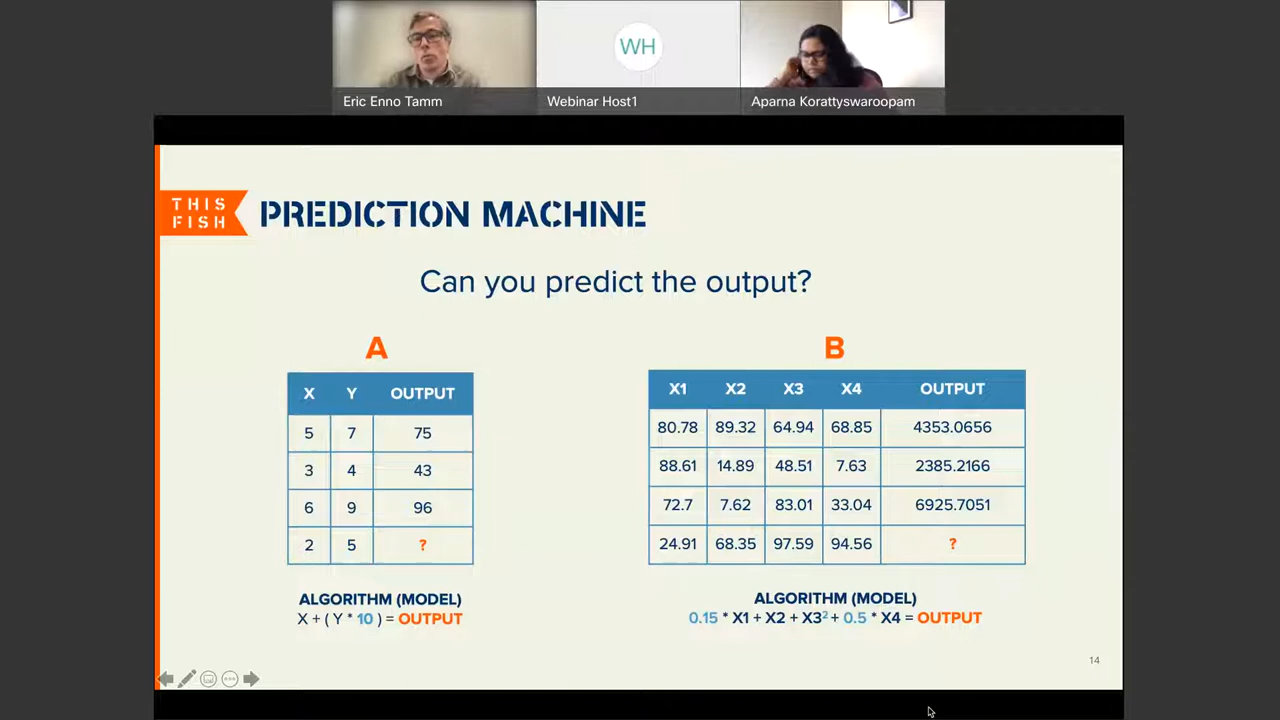 Eric Enno Tamm
WH
Webinar Host1
Aparna Korattyswaroopam
THIS
FISH
PREDICTION MACHINE
Can you predict the output?
A
X Y OUTPUT
5 7 75
3 4 43
6 9 96
2 5 ?
ALGORITHM (MODEL)
X + ( Y * 10 ) = OUTPUT
B
X1 X2 X3 X4 OUTPUT
80.78 89.32 64.94 68.85 4353.0656
88.61 14.89 48.51 7.63 2385.2166
72.7 7.62 83.01 33.04 6925.7051
24.91 68.35 97.59 94.56 ?
ALGORITHM (MODEL)
0.15 * X1 + X2 + X3² + 0.5 * X4 = OUTPUT
14